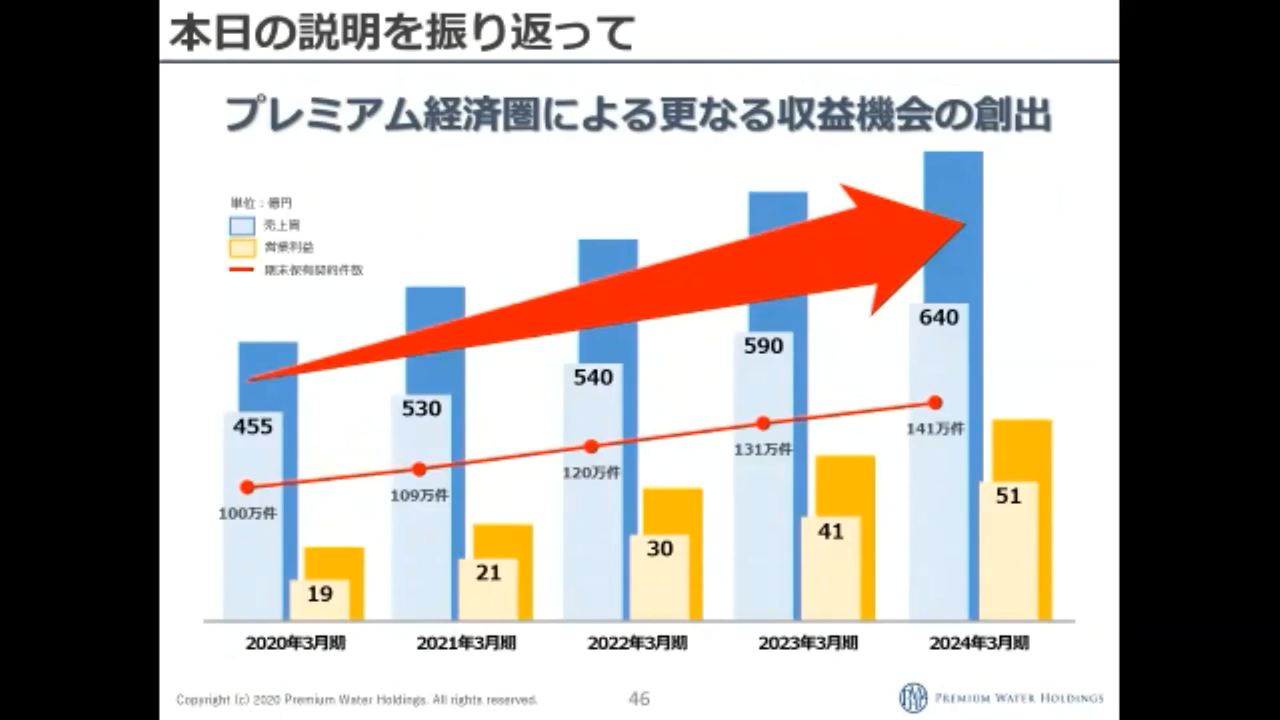 本日の説明を振り返って
プレミアム経済圏による更なる収益機会の創出
単位：億円
売上高
営業利益
期末保有契約件数
455
530
540
590
640
100万件
109万件
120万件
131万件
141万件
19
21
30
41
51
2020年3月期
2021年3月期
2022年3月期
2023年3月期
2024年3月期
Copyright (c) 2020 Premium Water Holdings. All rights reserved.
46
PREMIUM WATER HOLDINGS